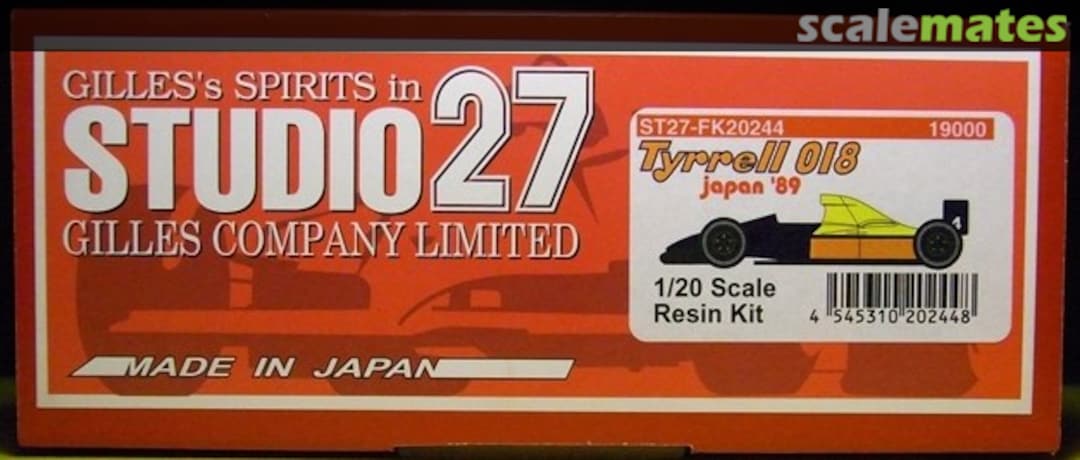 scalemates
GILLES's SPIRITS in
STUDIO27
GILLES COMPANY LIMITED
MADE IN JAPAN
ST27-FK20244 19000
Tyrrell 018
japan '89
4
1/20 Scale
Resin Kit
4 545310 202448